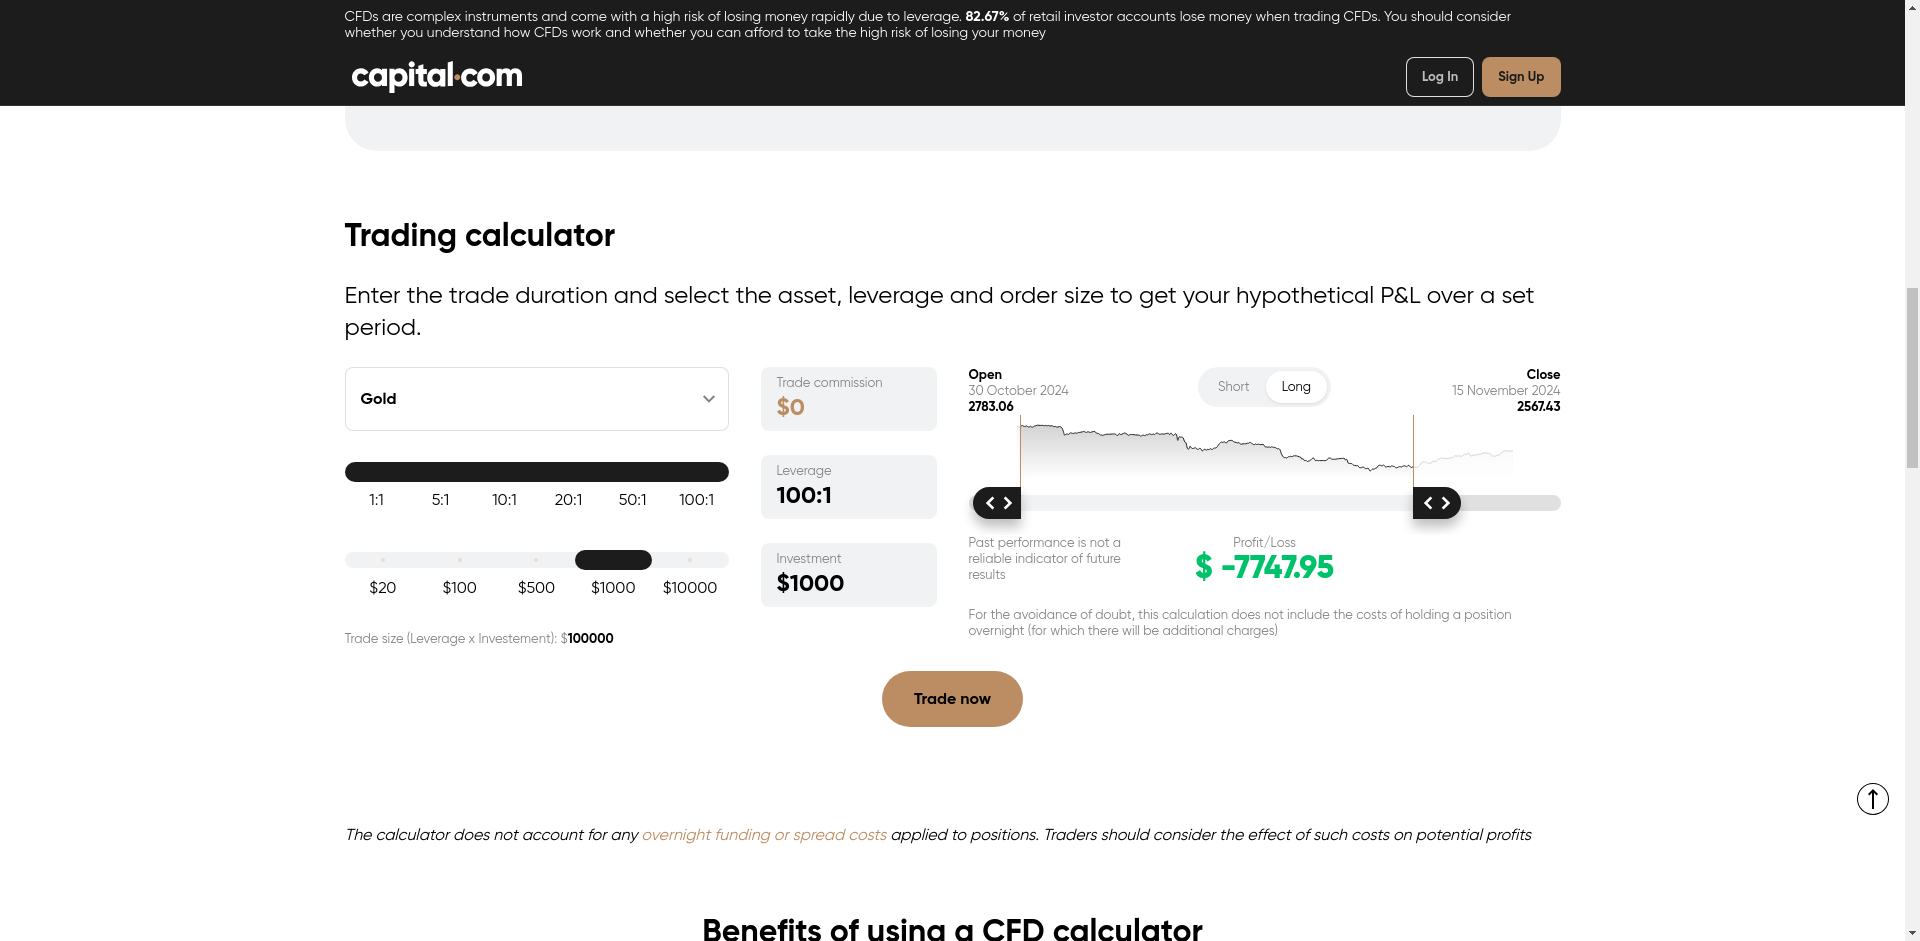 CFDs are complex instruments and come with a high risk of losing money rapidly due to leverage. 82.67% of retail investor accounts lose money when trading CFDs. You should consider
whether you understand how CFDs work and whether you can afford to take the high risk of losing your money
capital.com
Log In
Sign Up
Trading calculator
Enter the trade duration and select the asset, leverage and order size to get your hypothetical P&L over a set
period.
Gold
1:1 5:1 10:1 20:1 50:1 100:1
$20 $100 $500 $1000 $10000
Trade size (Leverage x Investement): $100000
Trade commission
$0
Leverage
100:1
Investment
$1000
Open
30 October 2024
2783.06
Short Long
Close
15 November 2024
2567.43
Past performance is not a
reliable indicator of future
results
Profit/Loss
$ -7747.95
For the avoidance of doubt, this calculation does not include the costs of holding a position
overnight (for which there will be additional charges)
Trade now
The calculator does not account for any overnight funding or spread costs applied to positions. Traders should consider the effect of such costs on potential profits
Benefits of using a CFD calculator